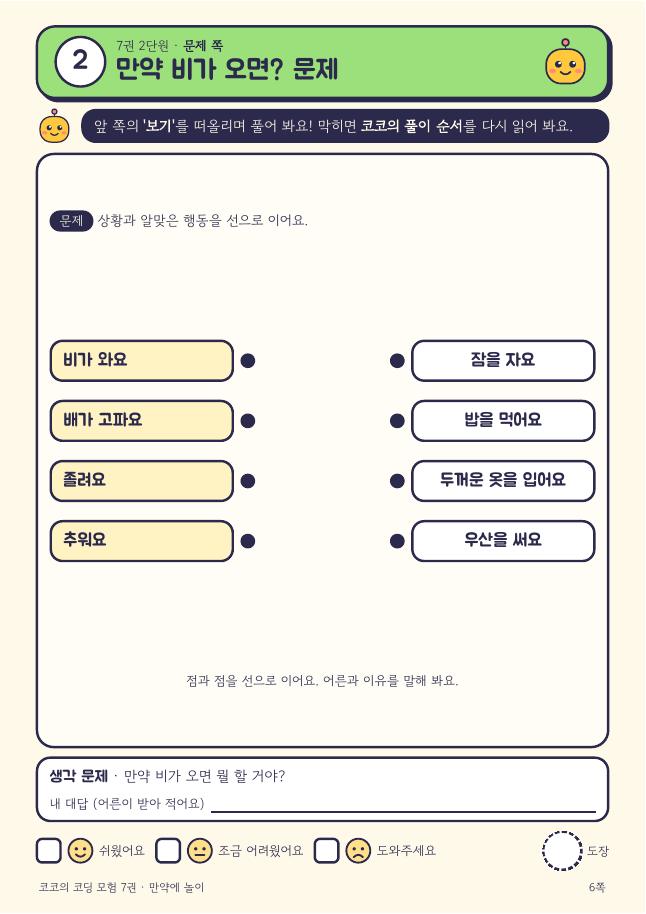 2
7권 2단원 · 문제 쪽
만약 비가 오면? 문제
앞 쪽의 '보기'를 떠올리며 풀어 봐요! 막히면 코코의 풀이 순서를 다시 읽어 봐요.
문제 상황과 알맞은 행동을 선으로 이어요.
비가 와요 잠을 자요
배가 고파요 밥을 먹어요
졸려요 두꺼운 옷을 입어요
추워요 우산을 써요
점과 점을 선으로 이어요. 어른과 이유를 말해 봐요.
생각 문제 · 만약 비가 오면 뭘 할 거야?
내 대답 (어른이 받아 적어요)
쉬웠어요 조금 어려웠어요 도와주세요 도장
코코의 코딩 모험 7권 · 만약에 놀이 6쪽